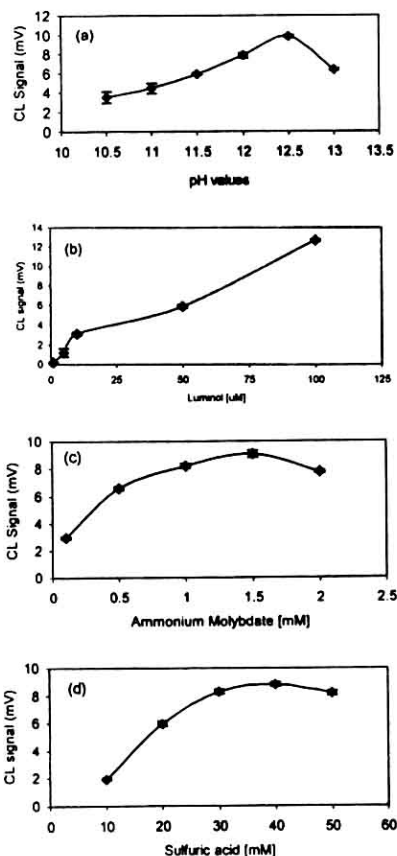 (a)
CL Signal (mV)
12
10
8
6
4
2
0
10 10.5 11 11.5 12 12.5 13 13.5
pH values
(b)
CL signal (mV)
14
12
10
8
6
4
2
0
0 25 50 75 100 125
Luminol [uM]
(c)
CL Signal (mV)
10
8
6
4
2
0
0 0.5 1 1.5 2 2.5
Ammonium Molybdate [mM]
(d)
CL signal (mV)
10
8
6
4
2
0
0 10 20 30 40 50 60
Sulfuric acid [mM]